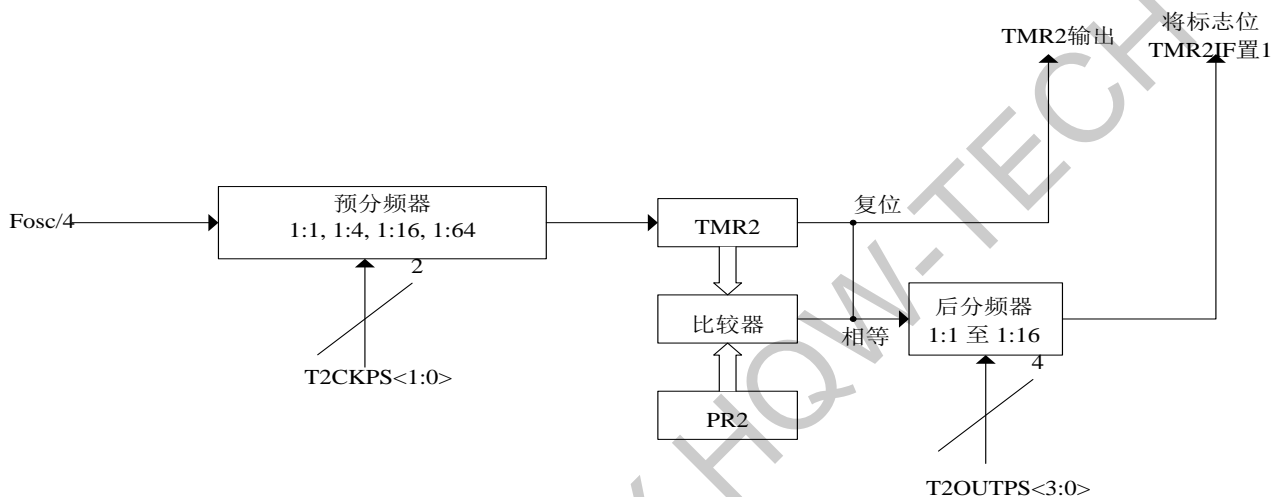 TMR2输出
将标志位
TMR2IF置1
Fosc/4
预分频器
1:1, 1:4, 1:16, 1:64
2
T2CKPS<1:0>
TMR2
复位
比较器
相等
PR2
后分频器
1:1 至 1:16
4
T2OUTPS<3:0>
HQW-TECH